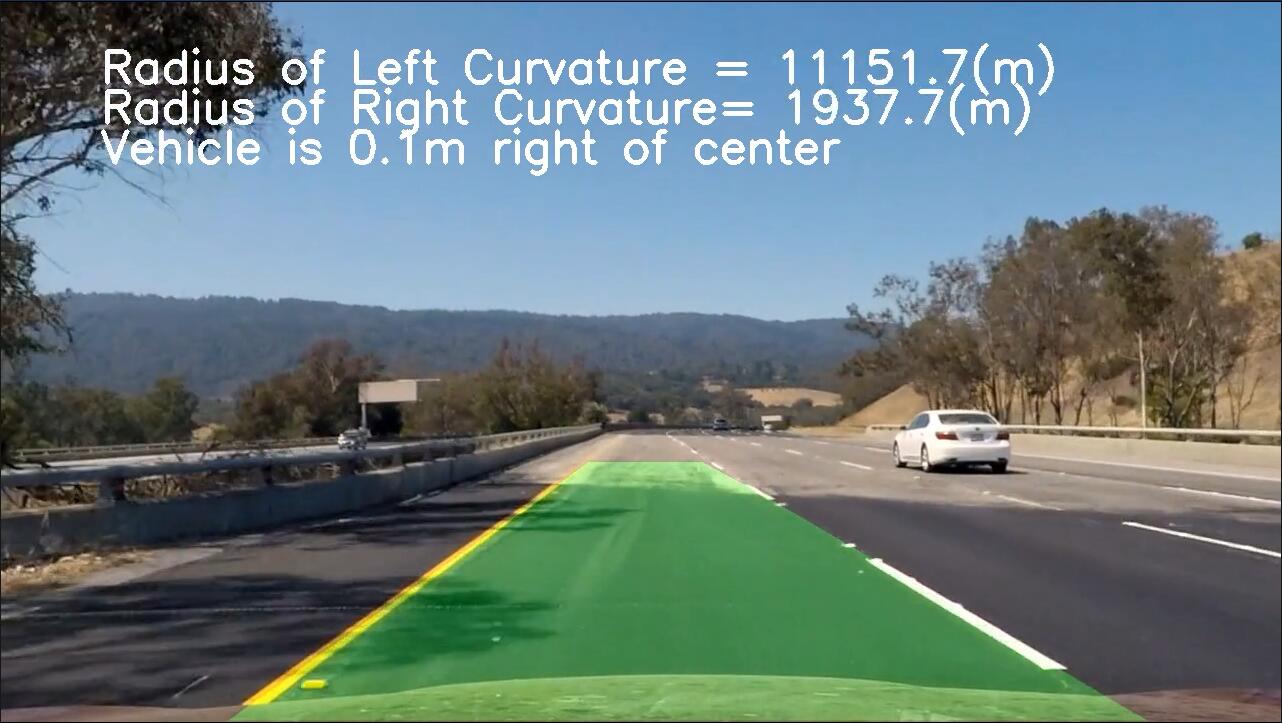 Radius of Left Curvature = 11151.7(m)
Radius of Right Curvature= 1937.7(m)
Vehicle is 0.1m right of center